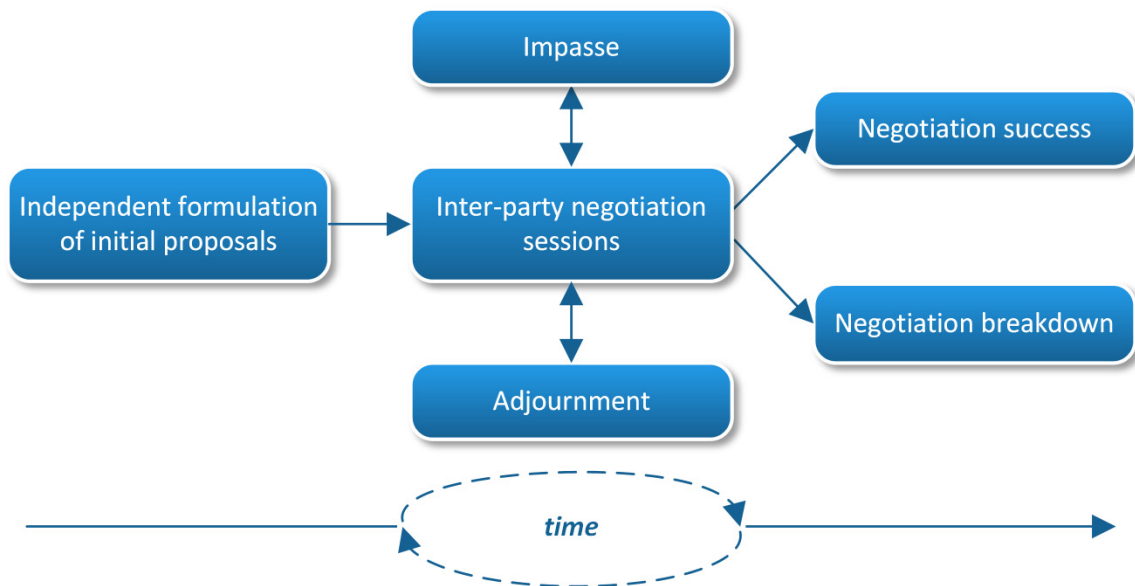 Impasse
Negotiation success
Independent formulation
of initial proposals
Inter-party negotiation
sessions
Negotiation breakdown
Adjournment
time